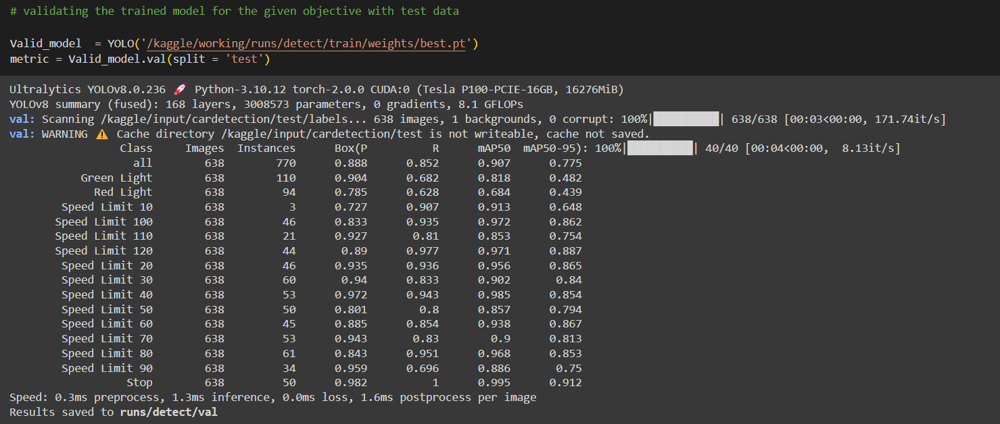 # validating the trained model for the given objective with test data
Valid_model  = YOLO('/kaggle/working/runs/detect/train/weights/best.pt')
metric = Valid_model.val(split = 'test')
Ultralytics YOLOv8.0.236 🚀 Python-3.10.12 torch-2.0.0 CUDA:0 (Tesla P100-PCIE-16GB, 16276MiB)
YOLOv8 summary (fused): 168 layers, 3008573 parameters, 0 gradients, 8.1 GFLOPs
val: Scanning /kaggle/input/cardetection/test/labels... 638 images, 1 backgrounds, 0 corrupt: 100%|██████████| 638/638 [00:03<00:00, 171.74it/s]
val: WARNING ⚠️ Cache directory /kaggle/input/cardetection/test is not writeable, cache not saved.
Class Images Instances Box(P R mAP50 mAP50-95): 100%|██████████| 40/40 [00:04<00:00, 8.13it/s]
all 638 770 0.888 0.852 0.907 0.775
Green Light 638 110 0.904 0.682 0.818 0.482
Red Light 638 94 0.785 0.628 0.684 0.439
Speed Limit 10 638 3 0.727 0.907 0.913 0.648
Speed Limit 100 638 46 0.833 0.935 0.972 0.862
Speed Limit 110 638 21 0.927 0.81 0.853 0.754
Speed Limit 120 638 44 0.89 0.977 0.971 0.887
Speed Limit 20 638 46 0.935 0.936 0.956 0.865
Speed Limit 30 638 60 0.94 0.833 0.902 0.84
Speed Limit 40 638 53 0.972 0.943 0.985 0.854
Speed Limit 50 638 50 0.801 0.8 0.857 0.794
Speed Limit 60 638 45 0.885 0.854 0.938 0.867
Speed Limit 70 638 53 0.943 0.83 0.9 0.813
Speed Limit 80 638 61 0.843 0.951 0.968 0.853
Speed Limit 90 638 34 0.959 0.696 0.886 0.75
Stop 638 50 0.982 1 0.995 0.912
Speed: 0.3ms preprocess, 1.3ms inference, 0.0ms loss, 1.6ms postprocess per image
Results saved to runs/detect/val